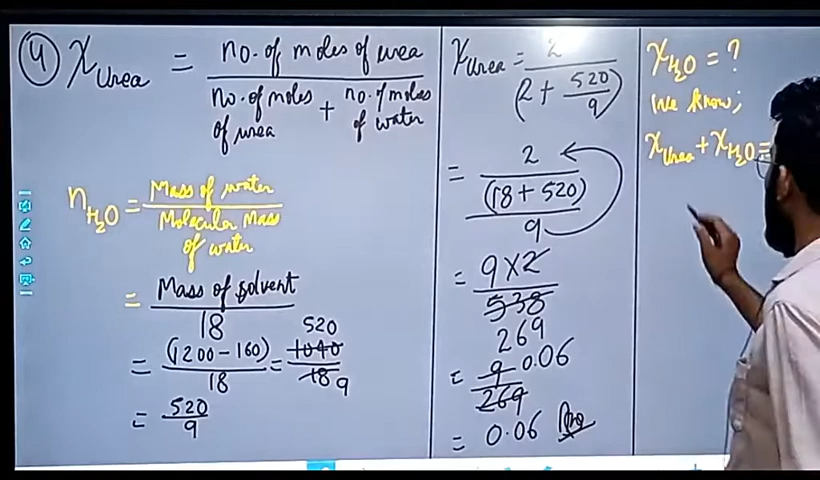 4 χUrea = no. of moles of urea / (no. of moles of urea + no. of moles of water)
nH₂O = Mass of water / Molecular Mass of water
= Mass of solvent / 18
= (1200 - 160) / 18 = 1040 / 18 520 9
= 520 / 9
χUrea = 2 / (2 + 520/9)
= 2 / ((18 + 520) / 9)
= 9 X 2 / 538
269
= 9 / 269 0.06
= 0.06
χH₂O = ?
We know;
χUrea + χH₂O =